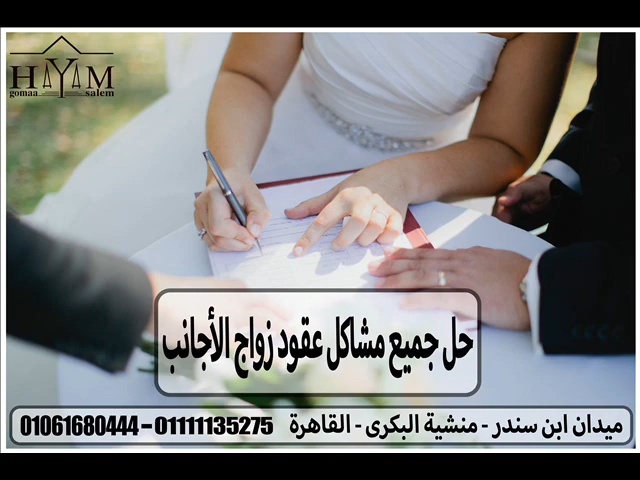 HAYAM
gomaa salem
حل جميع مشاكل عقود زواج الأجانب
ميدان ابن سندر - منشية البكرى - القاهرة 01111135275 - 01061680444